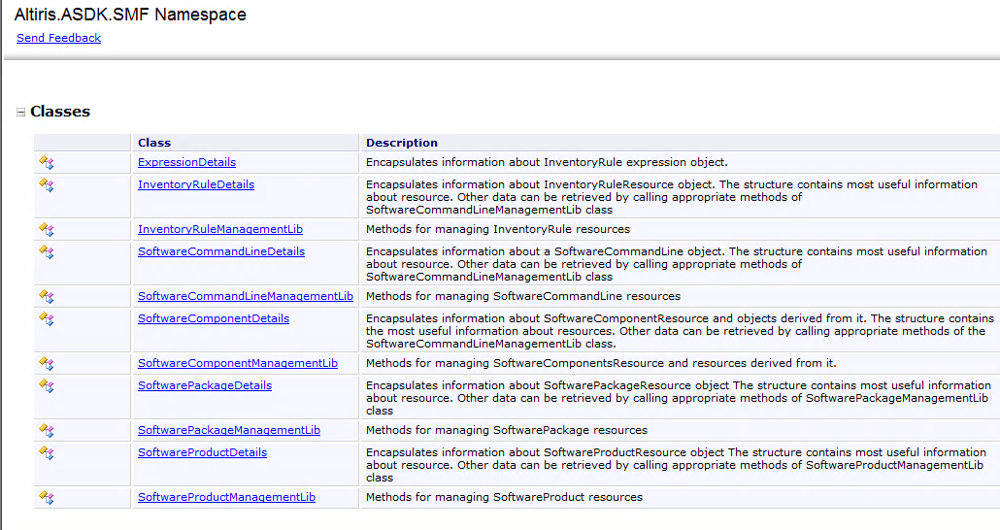 Altiris.ASDK.SMF Namespace
Send Feedback
Classes
Class Description
ExpressionDetails Encapsulates information about InventoryRule expression object.
InventoryRuleDetails Encapsulates information about InventoryRuleResource object. The structure contains most useful information
about resource. Other data can be retrieved by calling appropriate methods of
SoftwareCommandLineManagementLib class
InventoryRuleManagementLib Methods for managing InventoryRule resources
SoftwareCommandLineDetails Encapsulates information about a SoftwareCommandLine object. The structure contains most useful information
about resource. Other data can be retrieved by calling appropriate methods of
SoftwareCommandLineManagementLib class
SoftwareCommandLineManagementLib Methods for managing SoftwareCommandLine resources
SoftwareComponentDetails Encapsulates information about SoftwareComponentResource and objects derived from it. The structure contains
the most useful information about resources. Other data can be retrieved by calling appropriate methods of the
SoftwareCommandLineManagementLib class.
SoftwareComponentManagementLib Methods for managing SoftwareComponentsResource and resources derived from it.
SoftwarePackageDetails Encapsulates information about SoftwarePackageResource object The structure contains most useful information
about resource. Other data can be retrieved by calling appropriate methods of SoftwarePackageManagementLib
class
SoftwarePackageManagementLib Methods for managing SoftwarePackage resources
SoftwareProductDetails Encapsulates information about SoftwareProductResource object The structure contains most useful information
about resource. Other data can be retrieved by calling appropriate methods of SoftwareProductManagementLib
class
SoftwareProductManagementLib Methods for managing SoftwareProduct resources